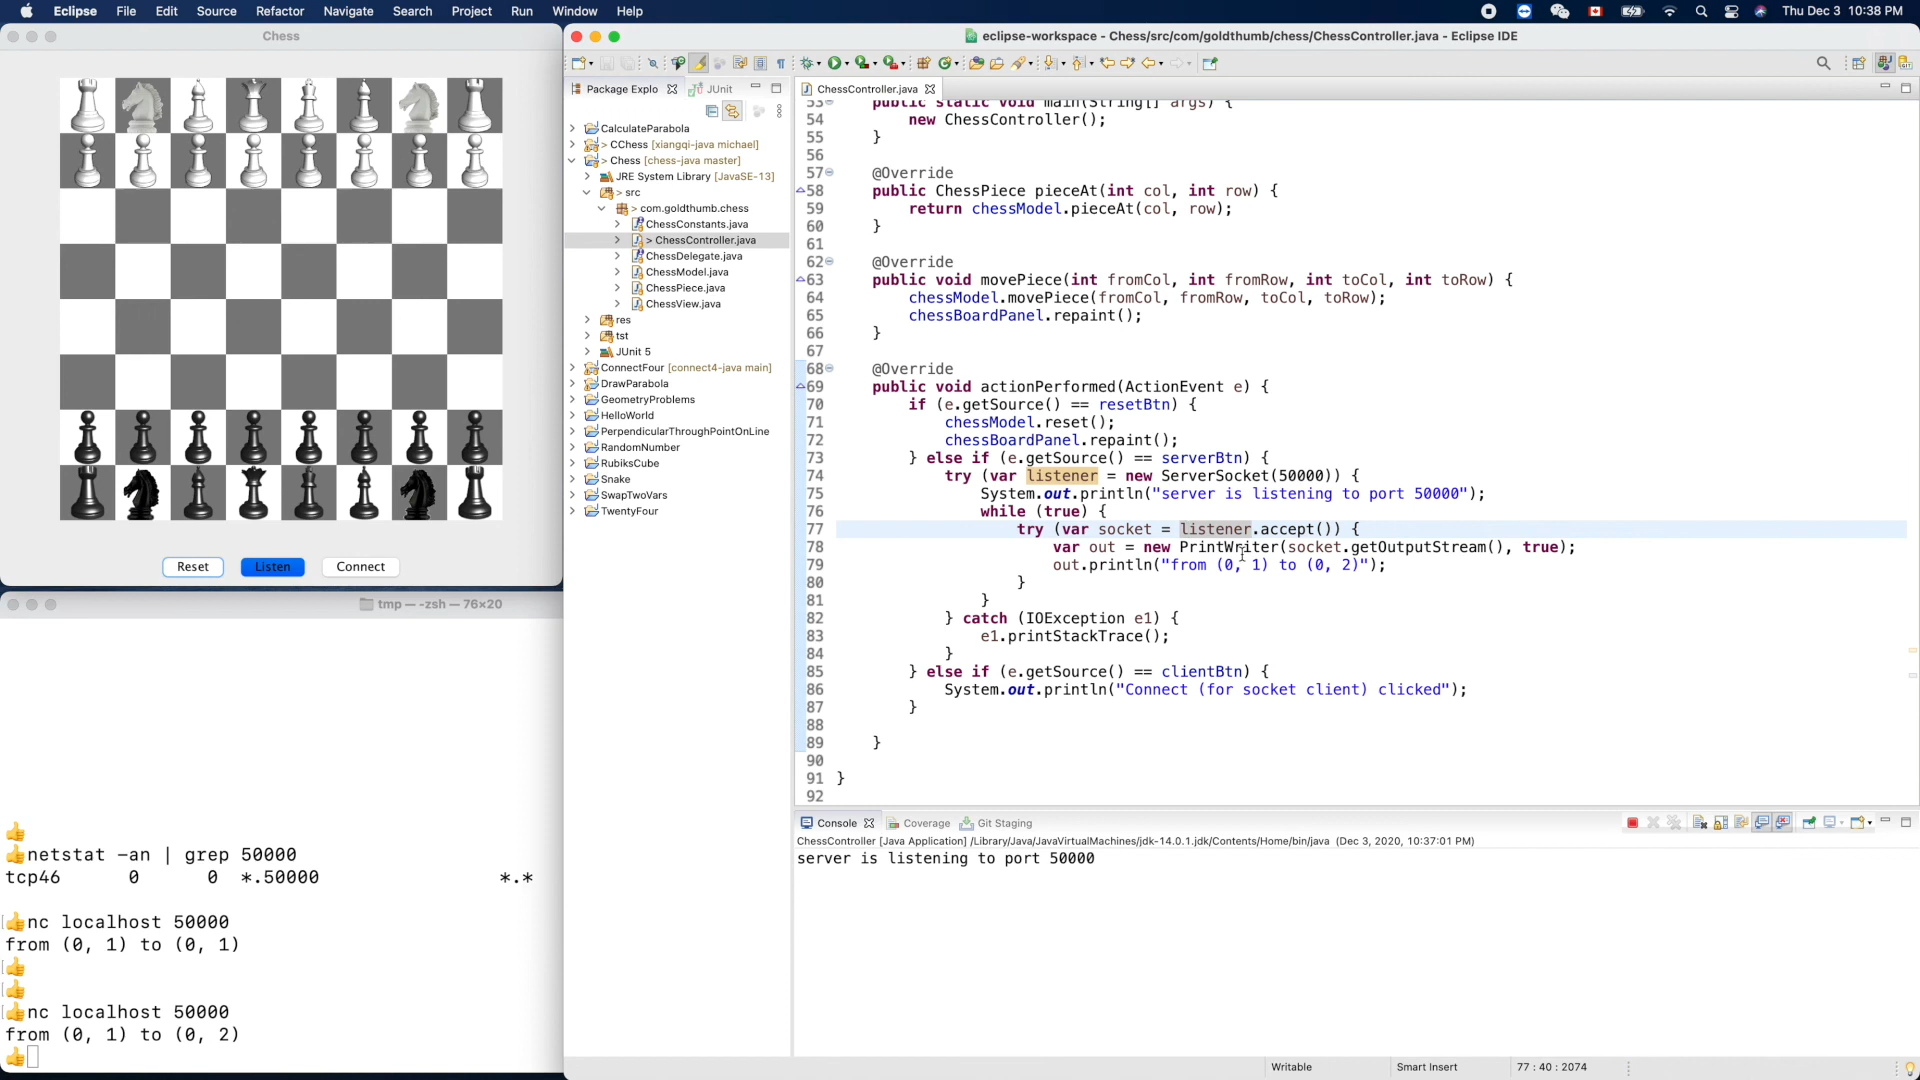 Eclipse File Edit Source Refactor Navigate Search Project Run Window Help
Thu Dec 3 10:38 PM
Chess
Reset Listen Connect
tmp — -zsh — 76×20
netstat -an | grep 50000
tcp46 0 0 *.50000 *.*
nc localhost 50000
from (0, 1) to (0, 1)
nc localhost 50000
from (0, 1) to (0, 2)
eclipse-workspace - Chess/src/com/goldthumb/chess/ChessController.java - Eclipse IDE
Package Explo JUnit
CalculateParabola
> CChess [xiangqi-java michael]
> Chess [chess-java master]
JRE System Library [JavaSE-13]
> src
> com.goldthumb.chess
ChessConstants.java
> ChessController.java
ChessDelegate.java
ChessModel.java
ChessPiece.java
ChessView.java
res
tst
JUnit 5
ConnectFour [connect4-java main]
DrawParabola
GeometryProblems
HelloWorld
PerpendicularThroughPointOnLine
RandomNumber
RubiksCube
Snake
SwapTwoVars
TwentyFour
ChessController.java
53 public static void main(String[] args) {
54 new ChessController();
55 }
56
57 @Override
58 public ChessPiece pieceAt(int col, int row) {
59 return chessModel.pieceAt(col, row);
60 }
61
62 @Override
63 public void movePiece(int fromCol, int fromRow, int toCol, int toRow) {
64 chessModel.movePiece(fromCol, fromRow, toCol, toRow);
65 chessBoardPanel.repaint();
66 }
67
68 @Override
69 public void actionPerformed(ActionEvent e) {
70 if (e.getSource() == resetBtn) {
71 chessModel.reset();
72 chessBoardPanel.repaint();
73 } else if (e.getSource() == serverBtn) {
74 try (var listener = new ServerSocket(50000)) {
75 System.out.println("server is listening to port 50000");
76 while (true) {
77 try (var socket = listener.accept()) {
78 var out = new PrintWriter(socket.getOutputStream(), true);
79 out.println("from (0, 1) to (0, 2)");
80 }
81 }
82 } catch (IOException e1) {
83 e1.printStackTrace();
84 }
85 } else if (e.getSource() == clientBtn) {
86 System.out.println("Connect (for socket client) clicked");
87 }
88
89 }
90
91 }
92
Console Coverage Git Staging
ChessController [Java Application] /Library/Java/JavaVirtualMachines/jdk-14.0.1.jdk/Contents/Home/bin/java (Dec 3, 2020, 10:37:01 PM)
server is listening to port 50000
Writable Smart Insert 77 : 40 : 2074